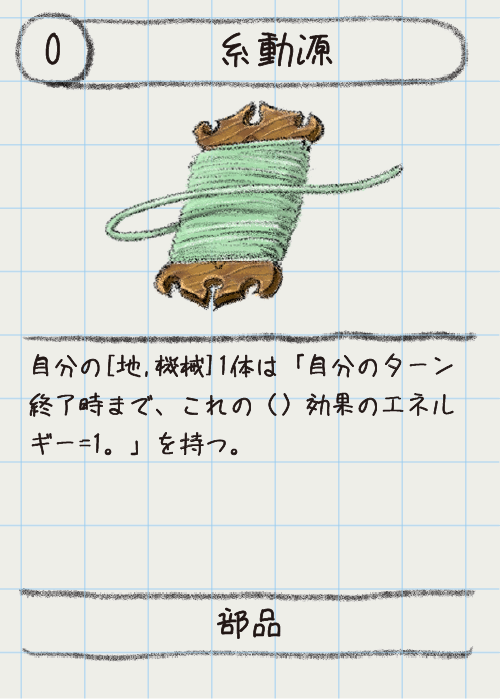 0
糸動源
自分の[地,機械]1体は「自分のターン
終了時まで、これの()効果のエネル
ギー=1。」を持つ。
部品